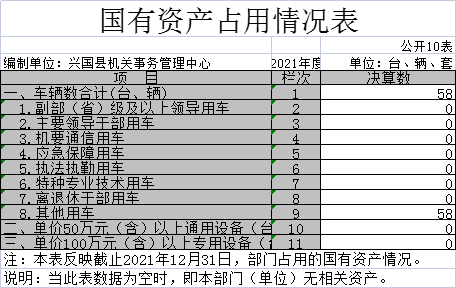 国有资产占用情况表
公开10表
编制单位：兴国县机关事务管理中心 2021年度 单位：台、辆、套
项 目 栏次 决算数
一、车辆数合计(台、辆) 1 58
1.副部（省）级及以上领导用车 2 0
2.主要领导干部用车 3 0
3.机要通信用车 4 0
4.应急保障用车 5 0
5.执法执勤用车 6 0
6.特种专业技术用车 7 0
7.离退休干部用车 8 0
8.其他用车 9 58
二、单价50万元（含）以上通用设备（台 10 0
三、单价100万元（含）以上专用设备（ 11 0
注：本表反映截止2021年12月31日，部门占用的国有资产情况。
说明：当此表数据为空时，即本部门（单位）无相关资产。